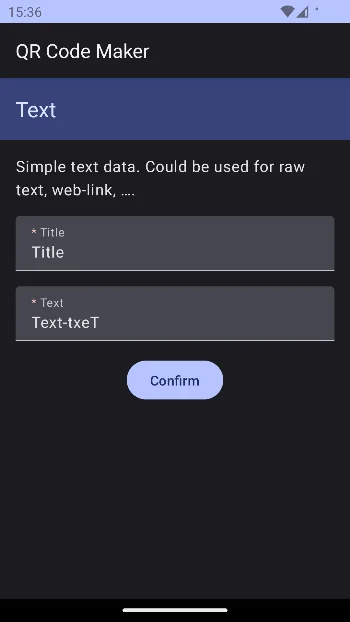 15:36
QR Code Maker
Text
Simple text data. Could be used for raw
text, web-link, ....
* Title
Title
* Text
Text-txeT
Confirm